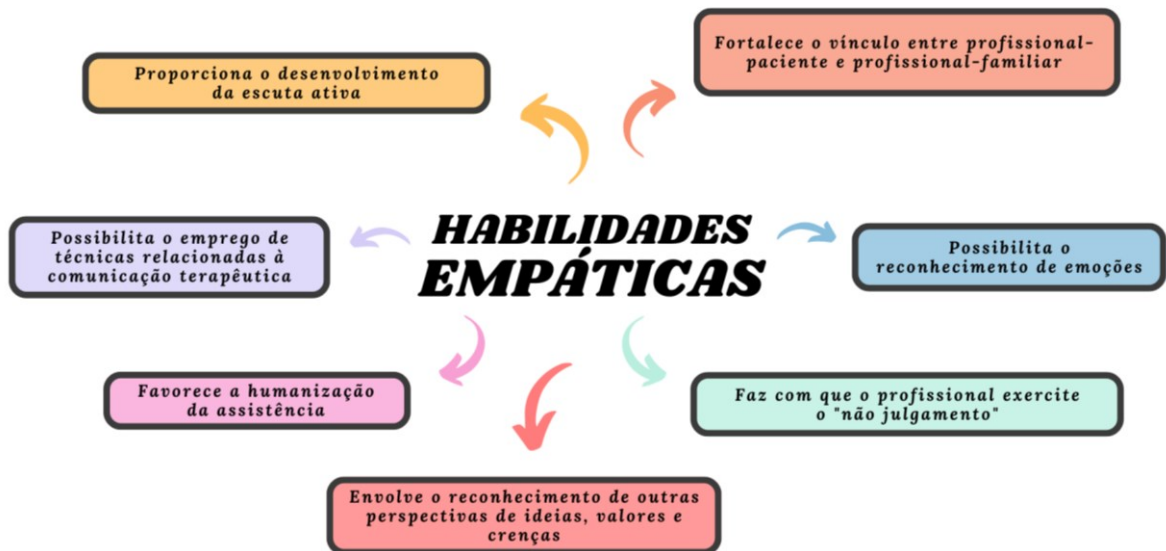 Proporciona o desenvolvimento
da escuta ativa
Fortalece o vínculo entre profissional-
paciente e profissional-familiar
Possibilita o emprego de
técnicas relacionadas à
comunicação terapêutica
HABILIDADES
EMPÁTICAS
Possibilita o
reconhecimento de emoções
Favorece a humanização
da assistência
Faz com que o profissional exercite
o "não julgamento"
Envolve o reconhecimento de outras
perspectivas de ideias, valores e
crenças